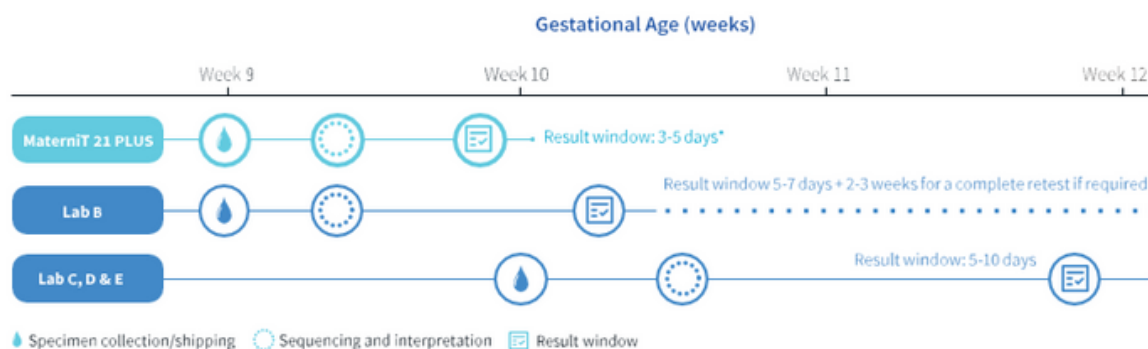 Gestational Age (weeks)
Week 9 Week 10 Week 11 Week 12
MaterniT 21 PLUS
Result window: 3-5 days*
Result window 5-7 days + 2-3 weeks for a complete retest if required
Lab B
Result window: 5-10 days
Lab C, D & E
Specimen collection/shipping Sequencing and interpretation Result window